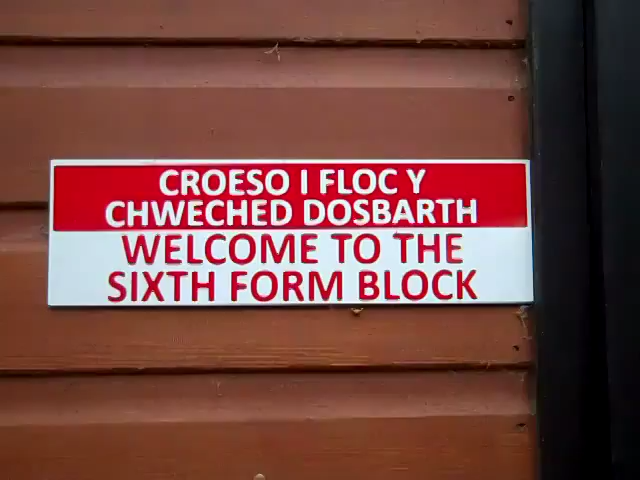 CROESO I FLOC Y
CHWECHED DOSBARTH
WELCOME TO THE
SIXTH FORM BLOCK